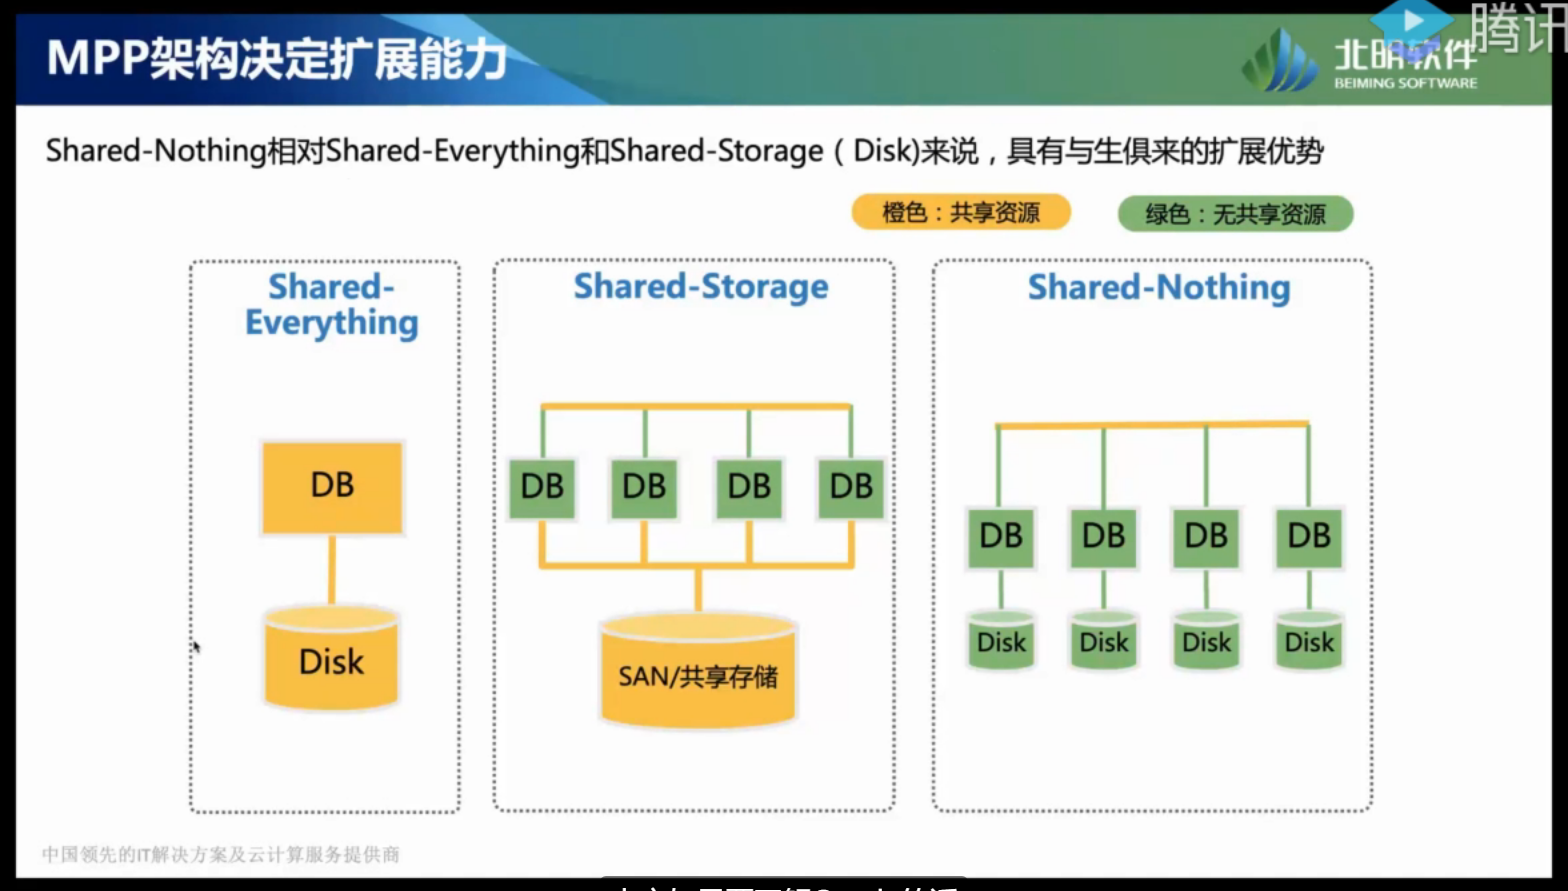 MPP架构决定扩展能力
北明软件
BEIMING SOFTWARE
腾讯
Shared-Nothing相对Shared-Everything和Shared-Storage ( Disk)来说，具有与生俱来的扩展优势
橙色：共享资源
绿色：无共享资源
Shared-
Everything
DB
Disk
Shared-Storage
DB
DB
DB
DB
SAN/共享存储
Shared-Nothing
DB
DB
DB
DB
Disk
Disk
Disk
Disk
中国领先的IT解决方案及云计算服务提供商